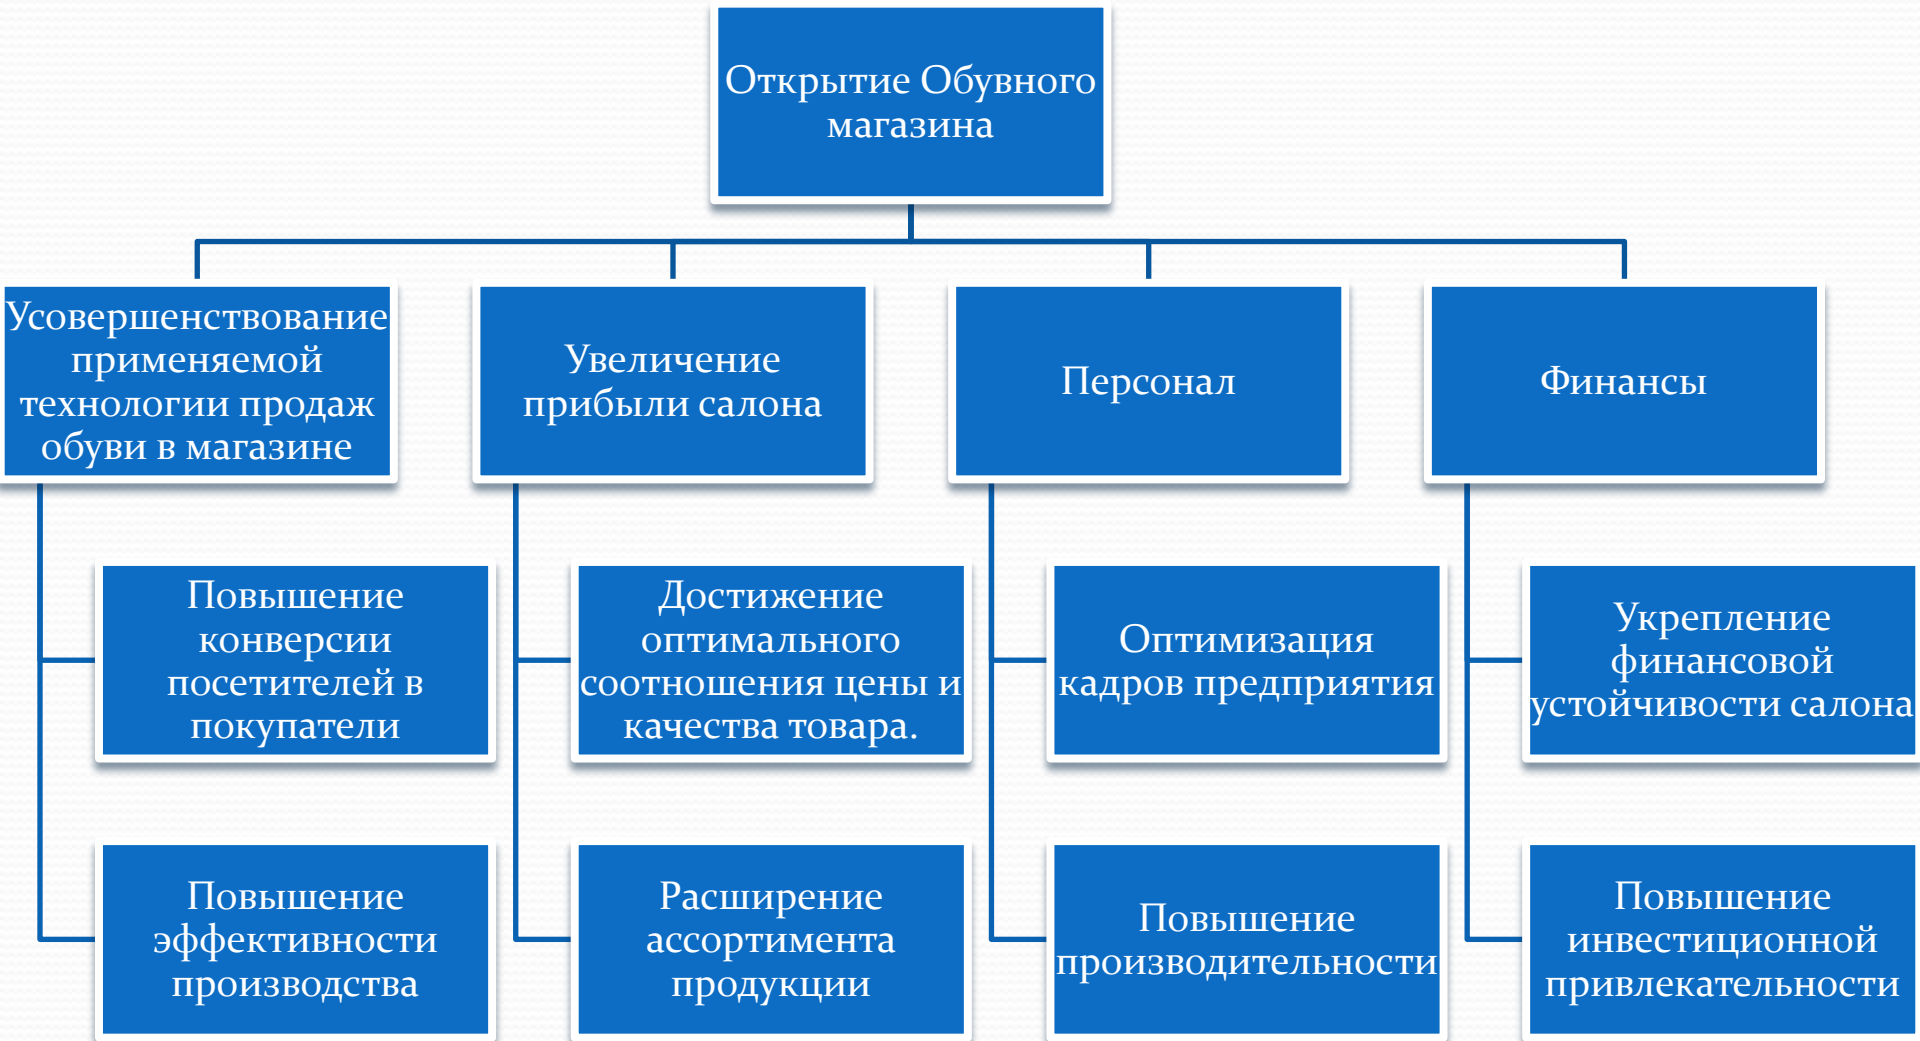 Открытие Обувного
магазина
Усовершенствование
применяемой
технологии продаж
обуви в магазине
Увеличение
прибыли салона
Персонал
Финансы
Повышение
конверсии
посетителей в
покупатели
Достижение
оптимального
соотношения цены и
качества товара.
Оптимизация
кадров предприятия
Укрепление
финансовой
устойчивости салона
Повышение
эффективности
производства
Расширение
ассортимента
продукции
Повышение
производительности
Повышение
инвестиционной
привлекательности